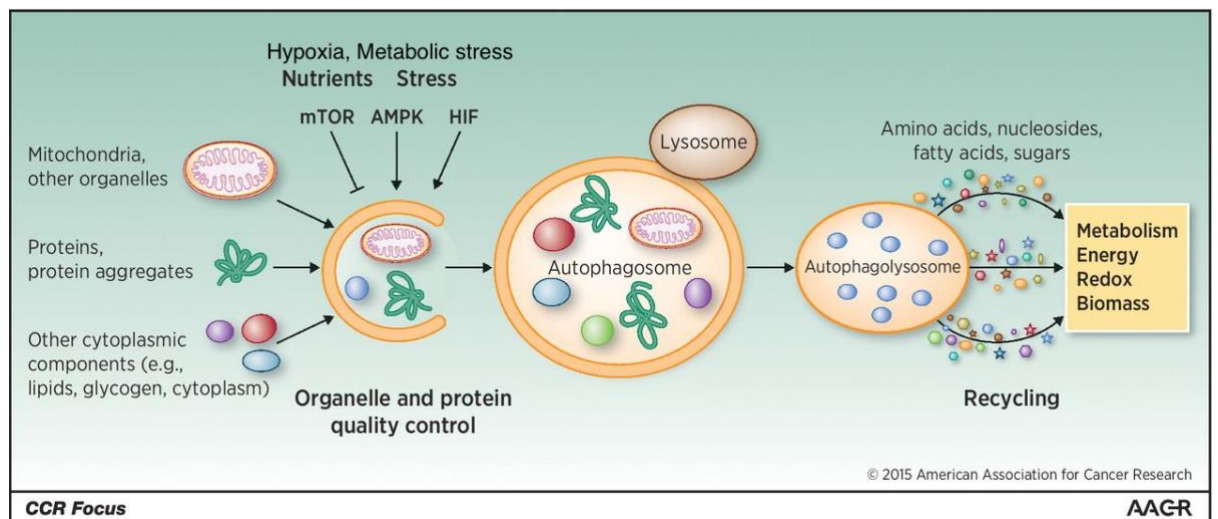 Hypoxia, Metabolic stress
Nutrients Stress
mTOR AMPK HIF
Mitochondria,
other organelles
Proteins,
protein aggregates
Other cytoplasmic
components (e.g.,
lipids, glycogen, cytoplasm)
Organelle and protein
quality control
Lysosome
Autophagosome
Autophagolysosome
Amino acids, nucleosides,
fatty acids, sugars
Metabolism
Energy
Redox
Biomass
Recycling
© 2015 American Association for Cancer Research
CCR Focus
AACR